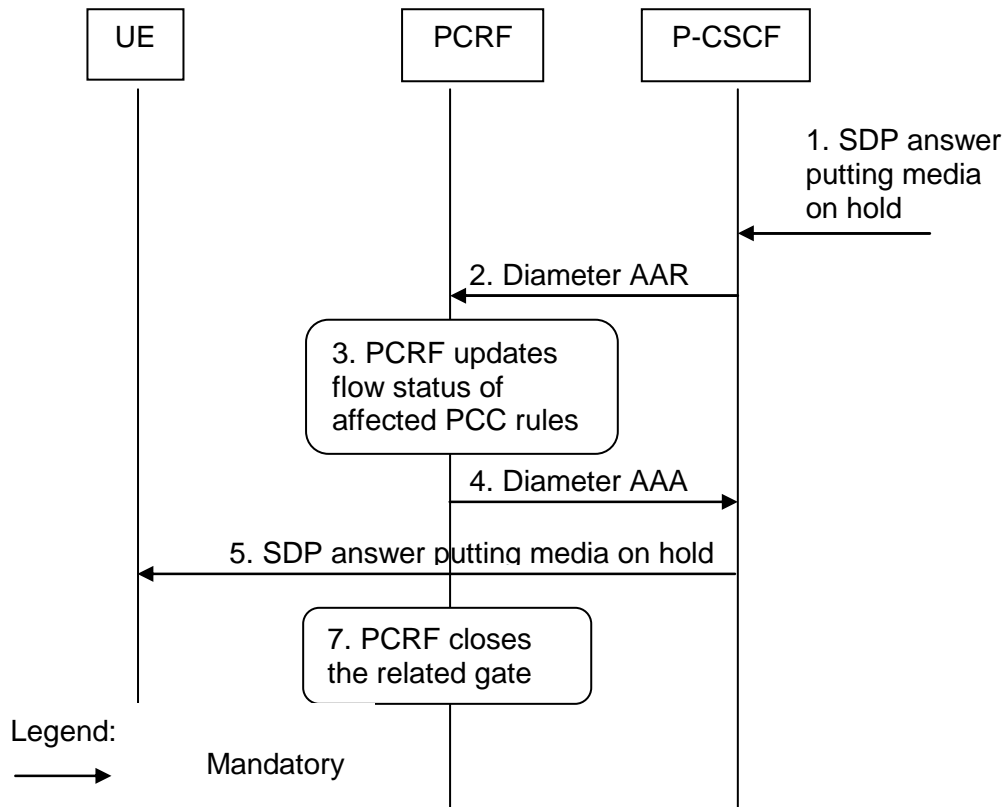 UE
PCRF
P-CSCF
1. SDP answer
putting media
on hold
2. Diameter AAR
3. PCRF updates
flow status of
affected PCC rules
4. Diameter AAA
5. SDP answer putting media on hold
7. PCRF closes
the related gate
Legend:
Mandatory